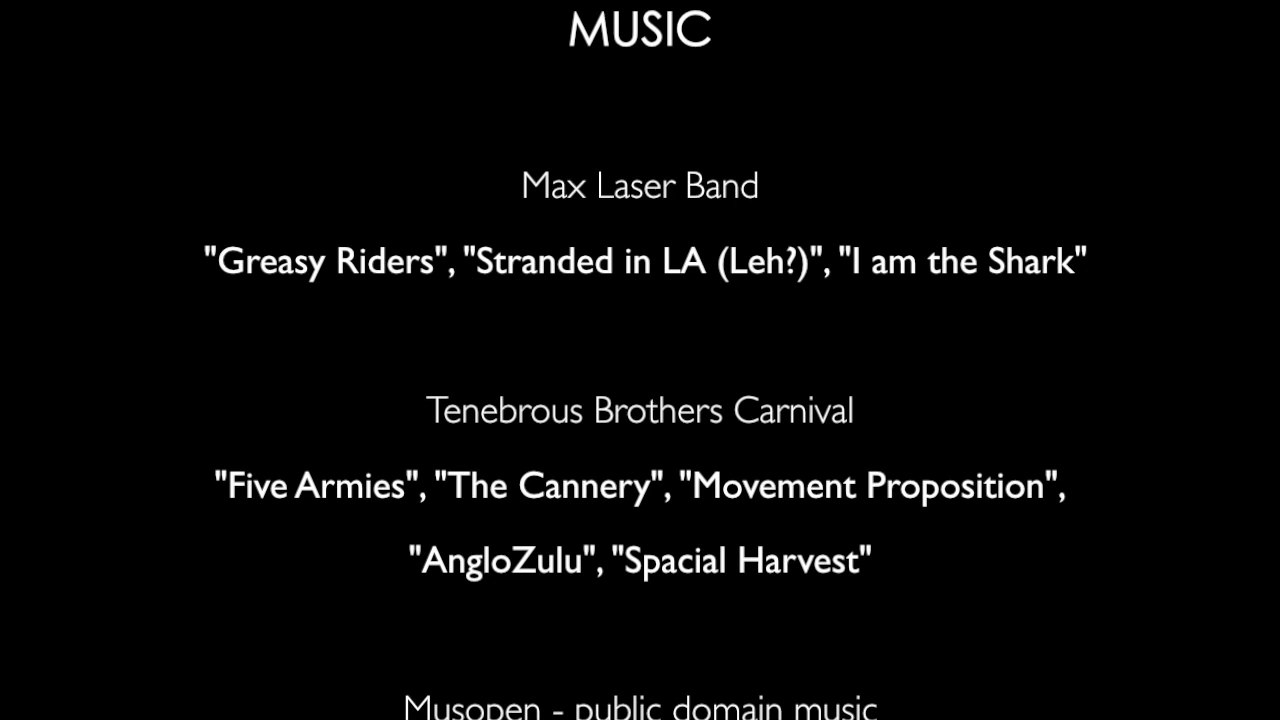 MUSIC
Max Laser Band
"Greasy Riders", "Stranded in LA (Leh?)", "I am the Shark"
Tenebrous Brothers Carnival
"Five Armies", "The Cannery", "Movement Proposition",
"AngloZulu", "Spacial Harvest"
Musopen - public domain music